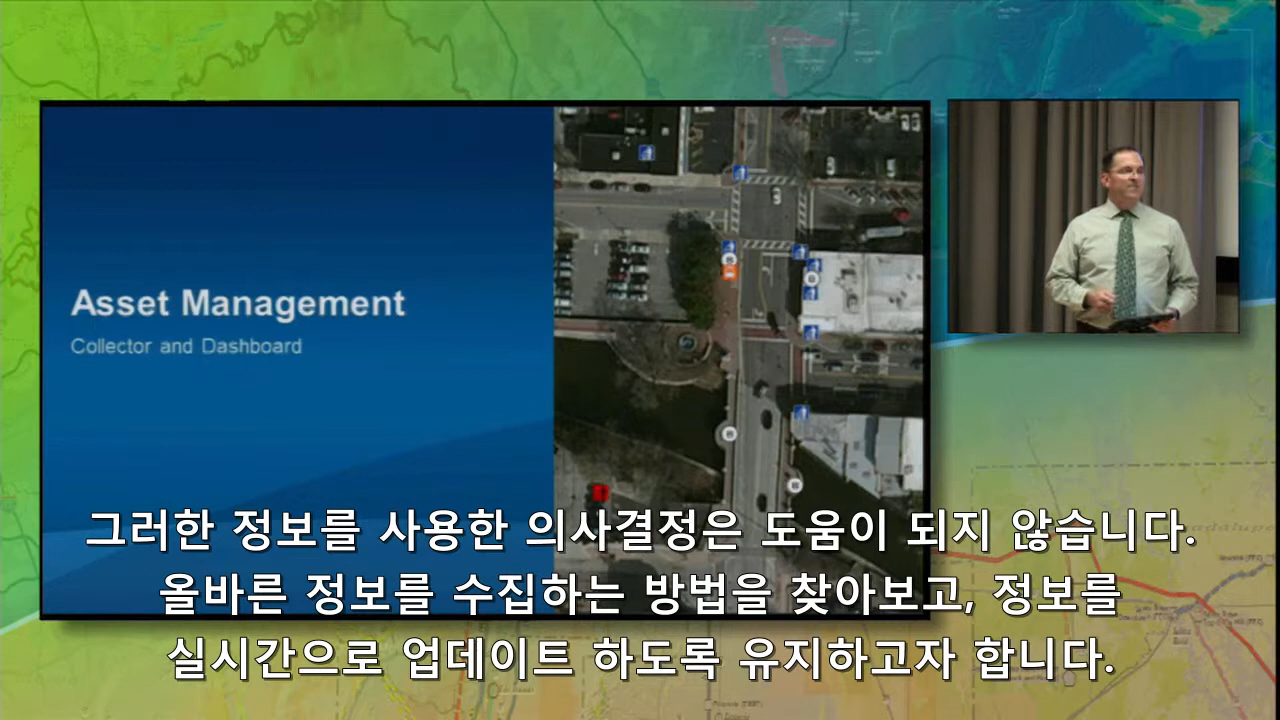 Asset Management
Collector and Dashboard
그러한 정보를 사용한 의사결정은 도움이 되지 않습니다.
올바른 정보를 수집하는 방법을 찾아보고, 정보를
실시간으로 업데이트 하도록 유지하고자 합니다.